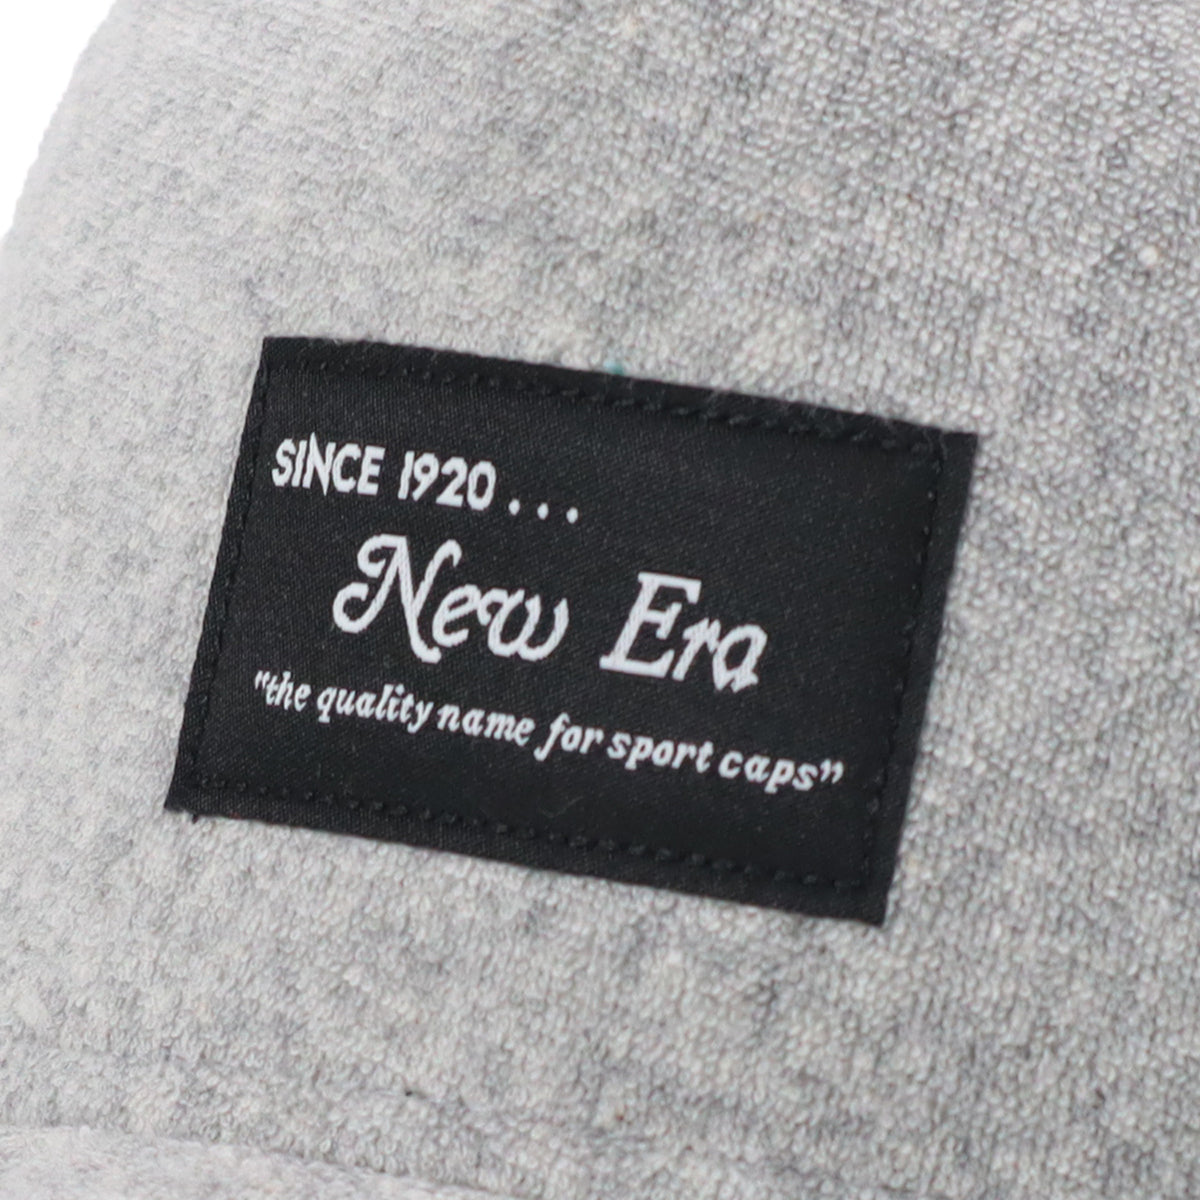 SINCE 1920...
New Era
"the quality name for sport caps"